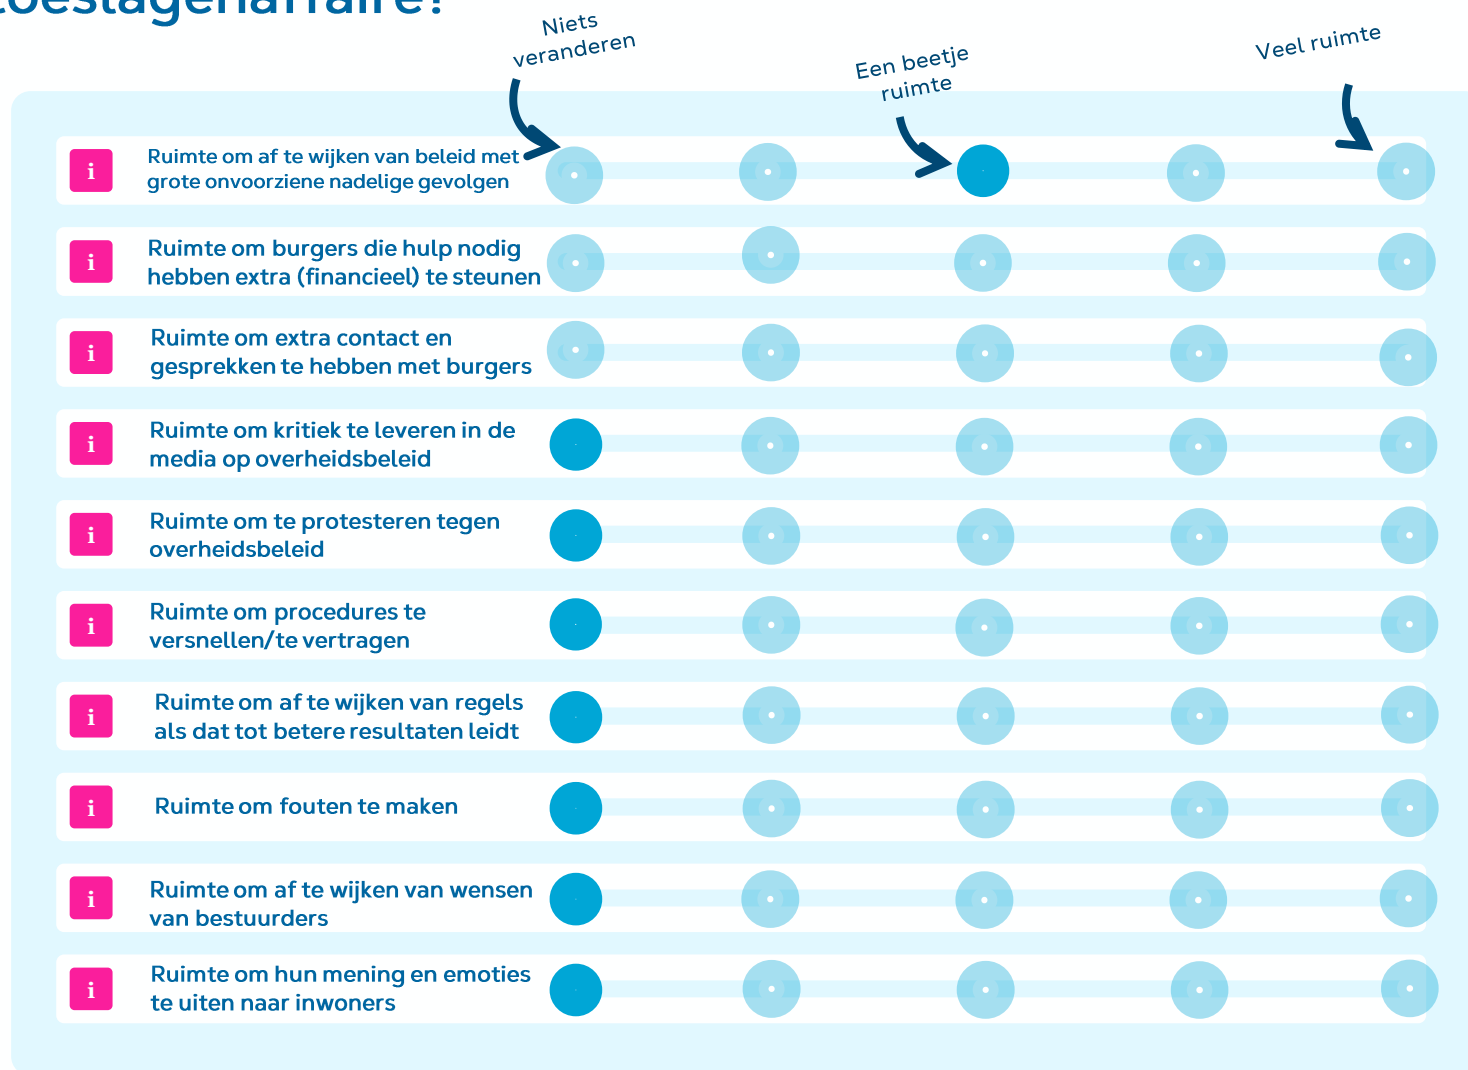 toeslagenaffaire?
Niets
veranderen
Een beetje
ruimte
Veel ruimte
i
Ruimte om af te wijken van beleid met
grote onvoorziene nadelige gevolgen
i
Ruimte om burgers die hulp nodig
hebben extra (financieel) te steunen
i
Ruimte om extra contact en
gesprekken te hebben met burgers
i
Ruimte om kritiek te leveren in de
media op overheidsbeleid
i
Ruimte om te protesteren tegen
overheidsbeleid
i
Ruimte om procedures te
versnellen/te vertragen
i
Ruimte om af te wijken van regels
als dat tot betere resultaten leidt
i
Ruimte om fouten te maken
i
Ruimte om af te wijken van wensen
van bestuurders
i
Ruimte om hun mening en emoties
te uiten naar inwoners